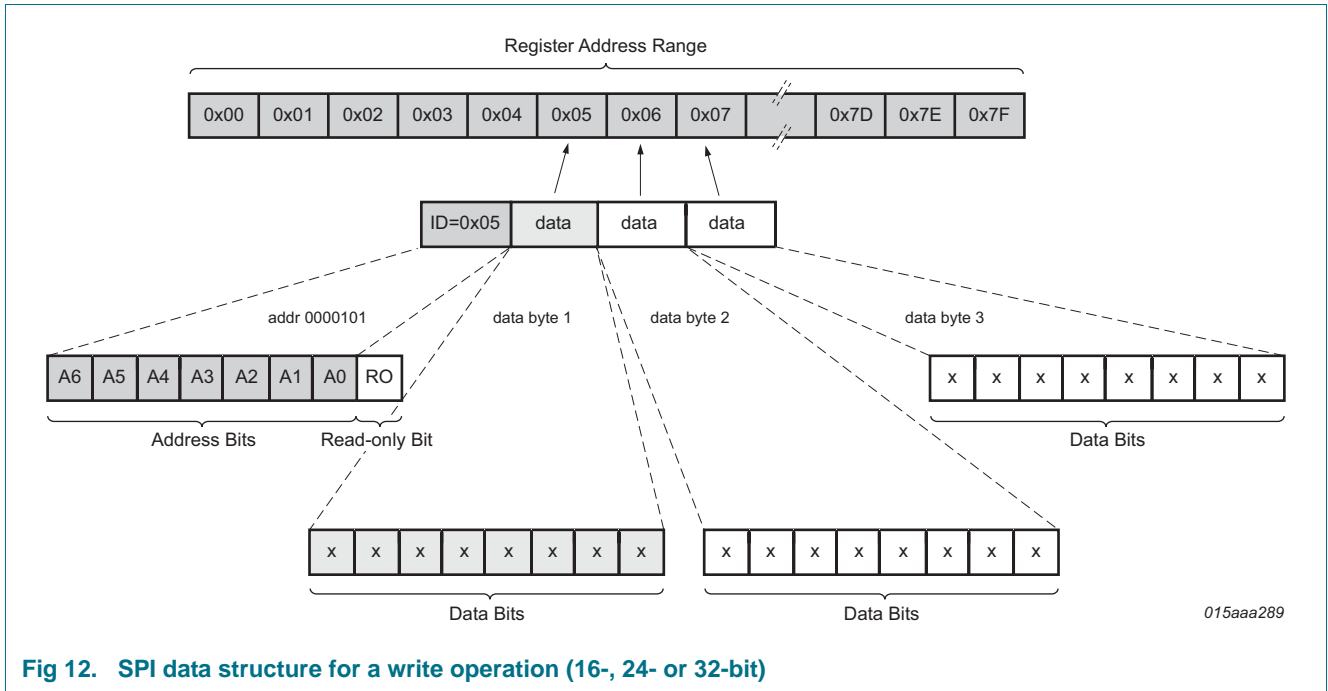 Register Address Range
0x00 0x01 0x02 0x03 0x04 0x05 0x06 0x07 0x7D 0x7E 0x7F
ID=0x05 data data data
addr 0000101 data byte 1 data byte 2 data byte 3
A6 A5 A4 A3 A2 A1 A0 RO x x x x x x x x
Address Bits Read-only Bit Data Bits
x x x x x x x x x x x x x x x x
Data Bits Data Bits
015aaa289
Fig 12. SPI data structure for a write operation (16-, 24- or 32-bit)